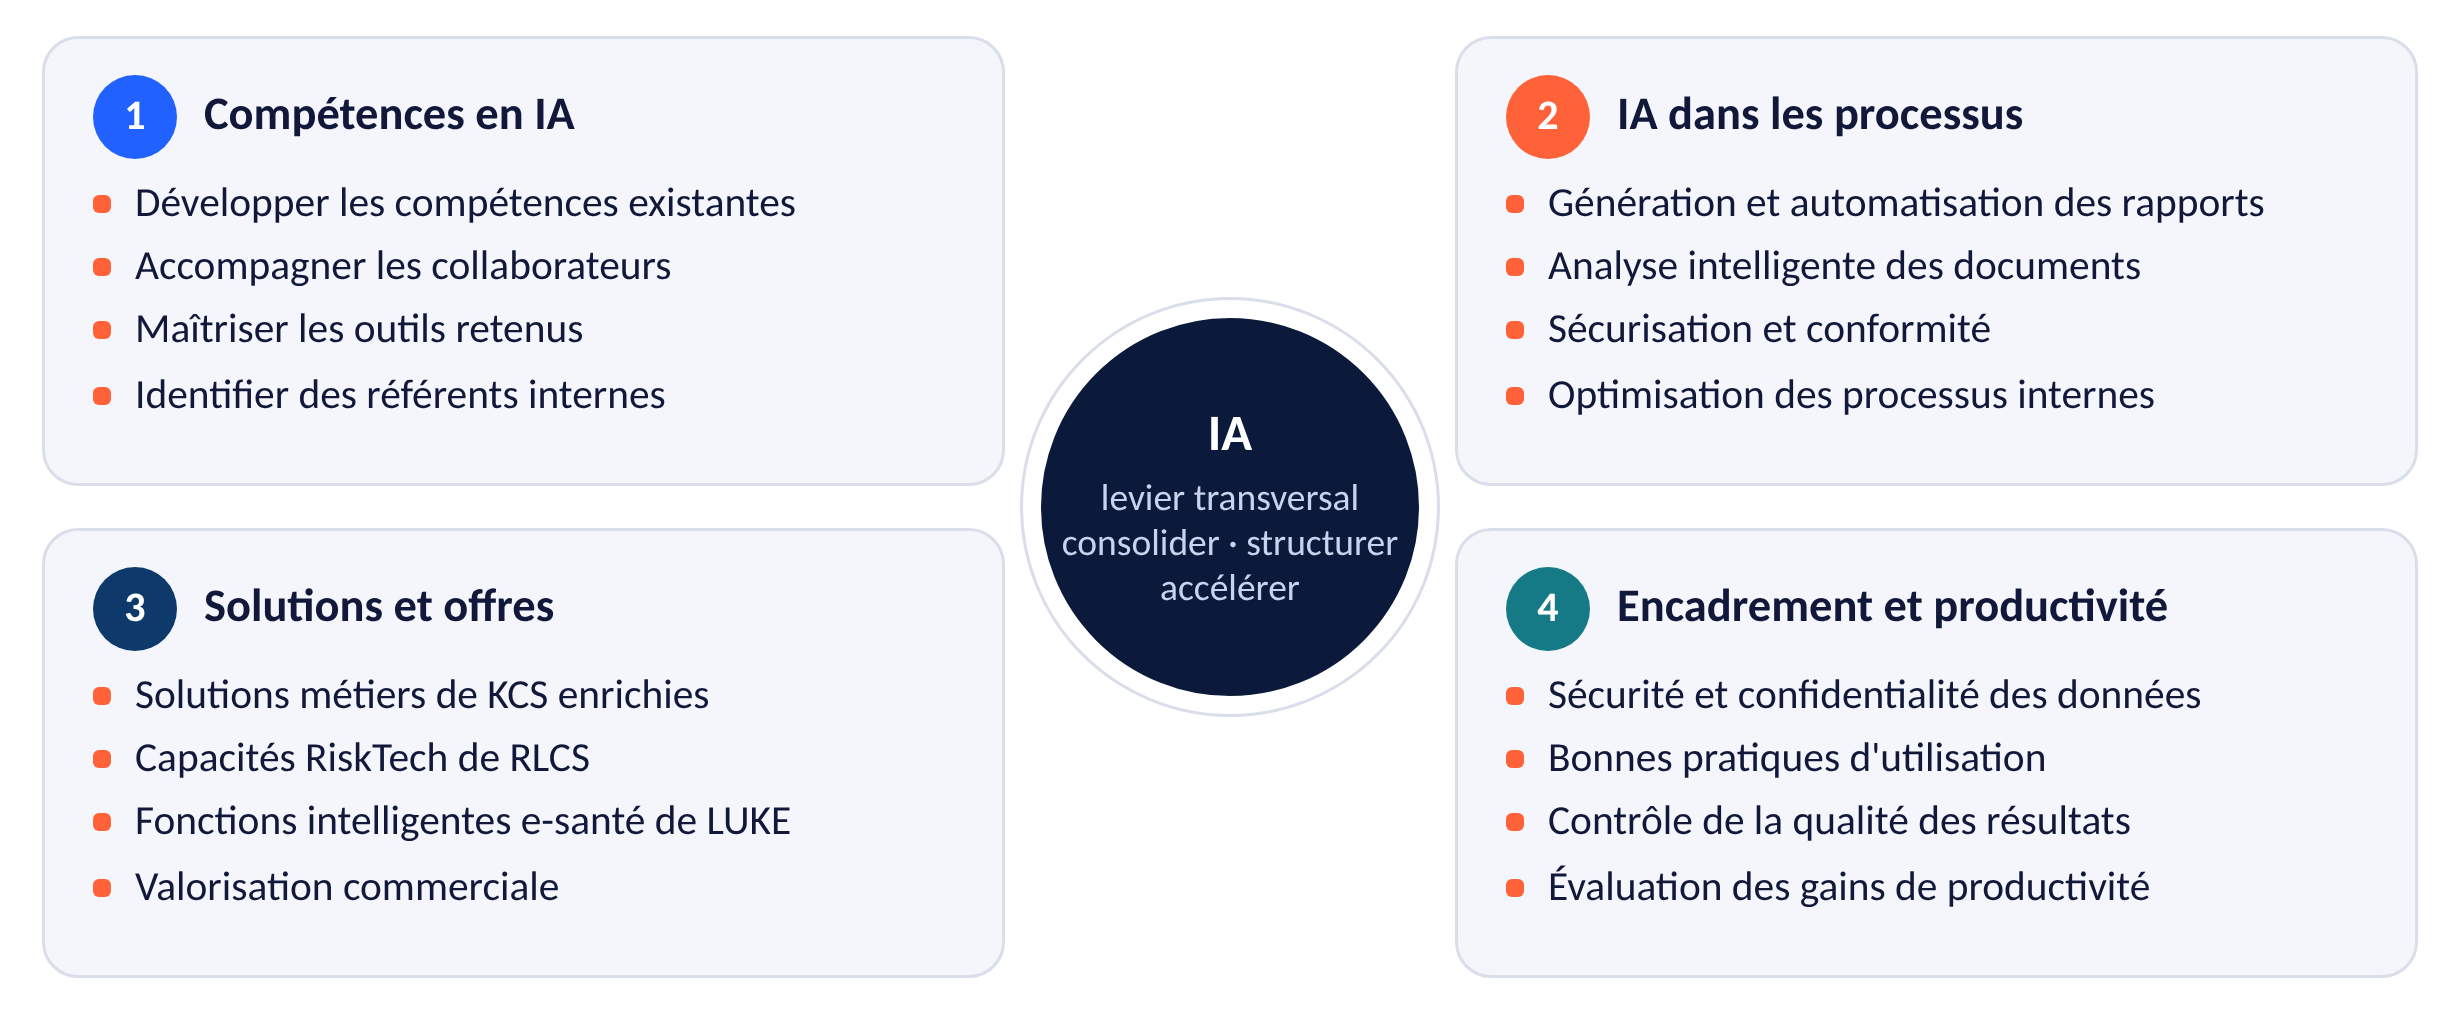 1
Compétences en IA
Développer les compétences existantes
Accompagner les collaborateurs
Maîtriser les outils retenus
Identifier des référents internes
2
IA dans les processus
Génération et automatisation des rapports
Analyse intelligente des documents
Sécurisation et conformité
Optimisation des processus internes
IA
levier transversal
consolider · structurer
accélérer
3
Solutions et offres
Solutions métiers de KCS enrichies
Capacités RiskTech de RLCS
Fonctions intelligentes e-santé de LUKE
Valorisation commerciale
4
Encadrement et productivité
Sécurité et confidentialité des données
Bonnes pratiques d'utilisation
Contrôle de la qualité des résultats
Évaluation des gains de productivité